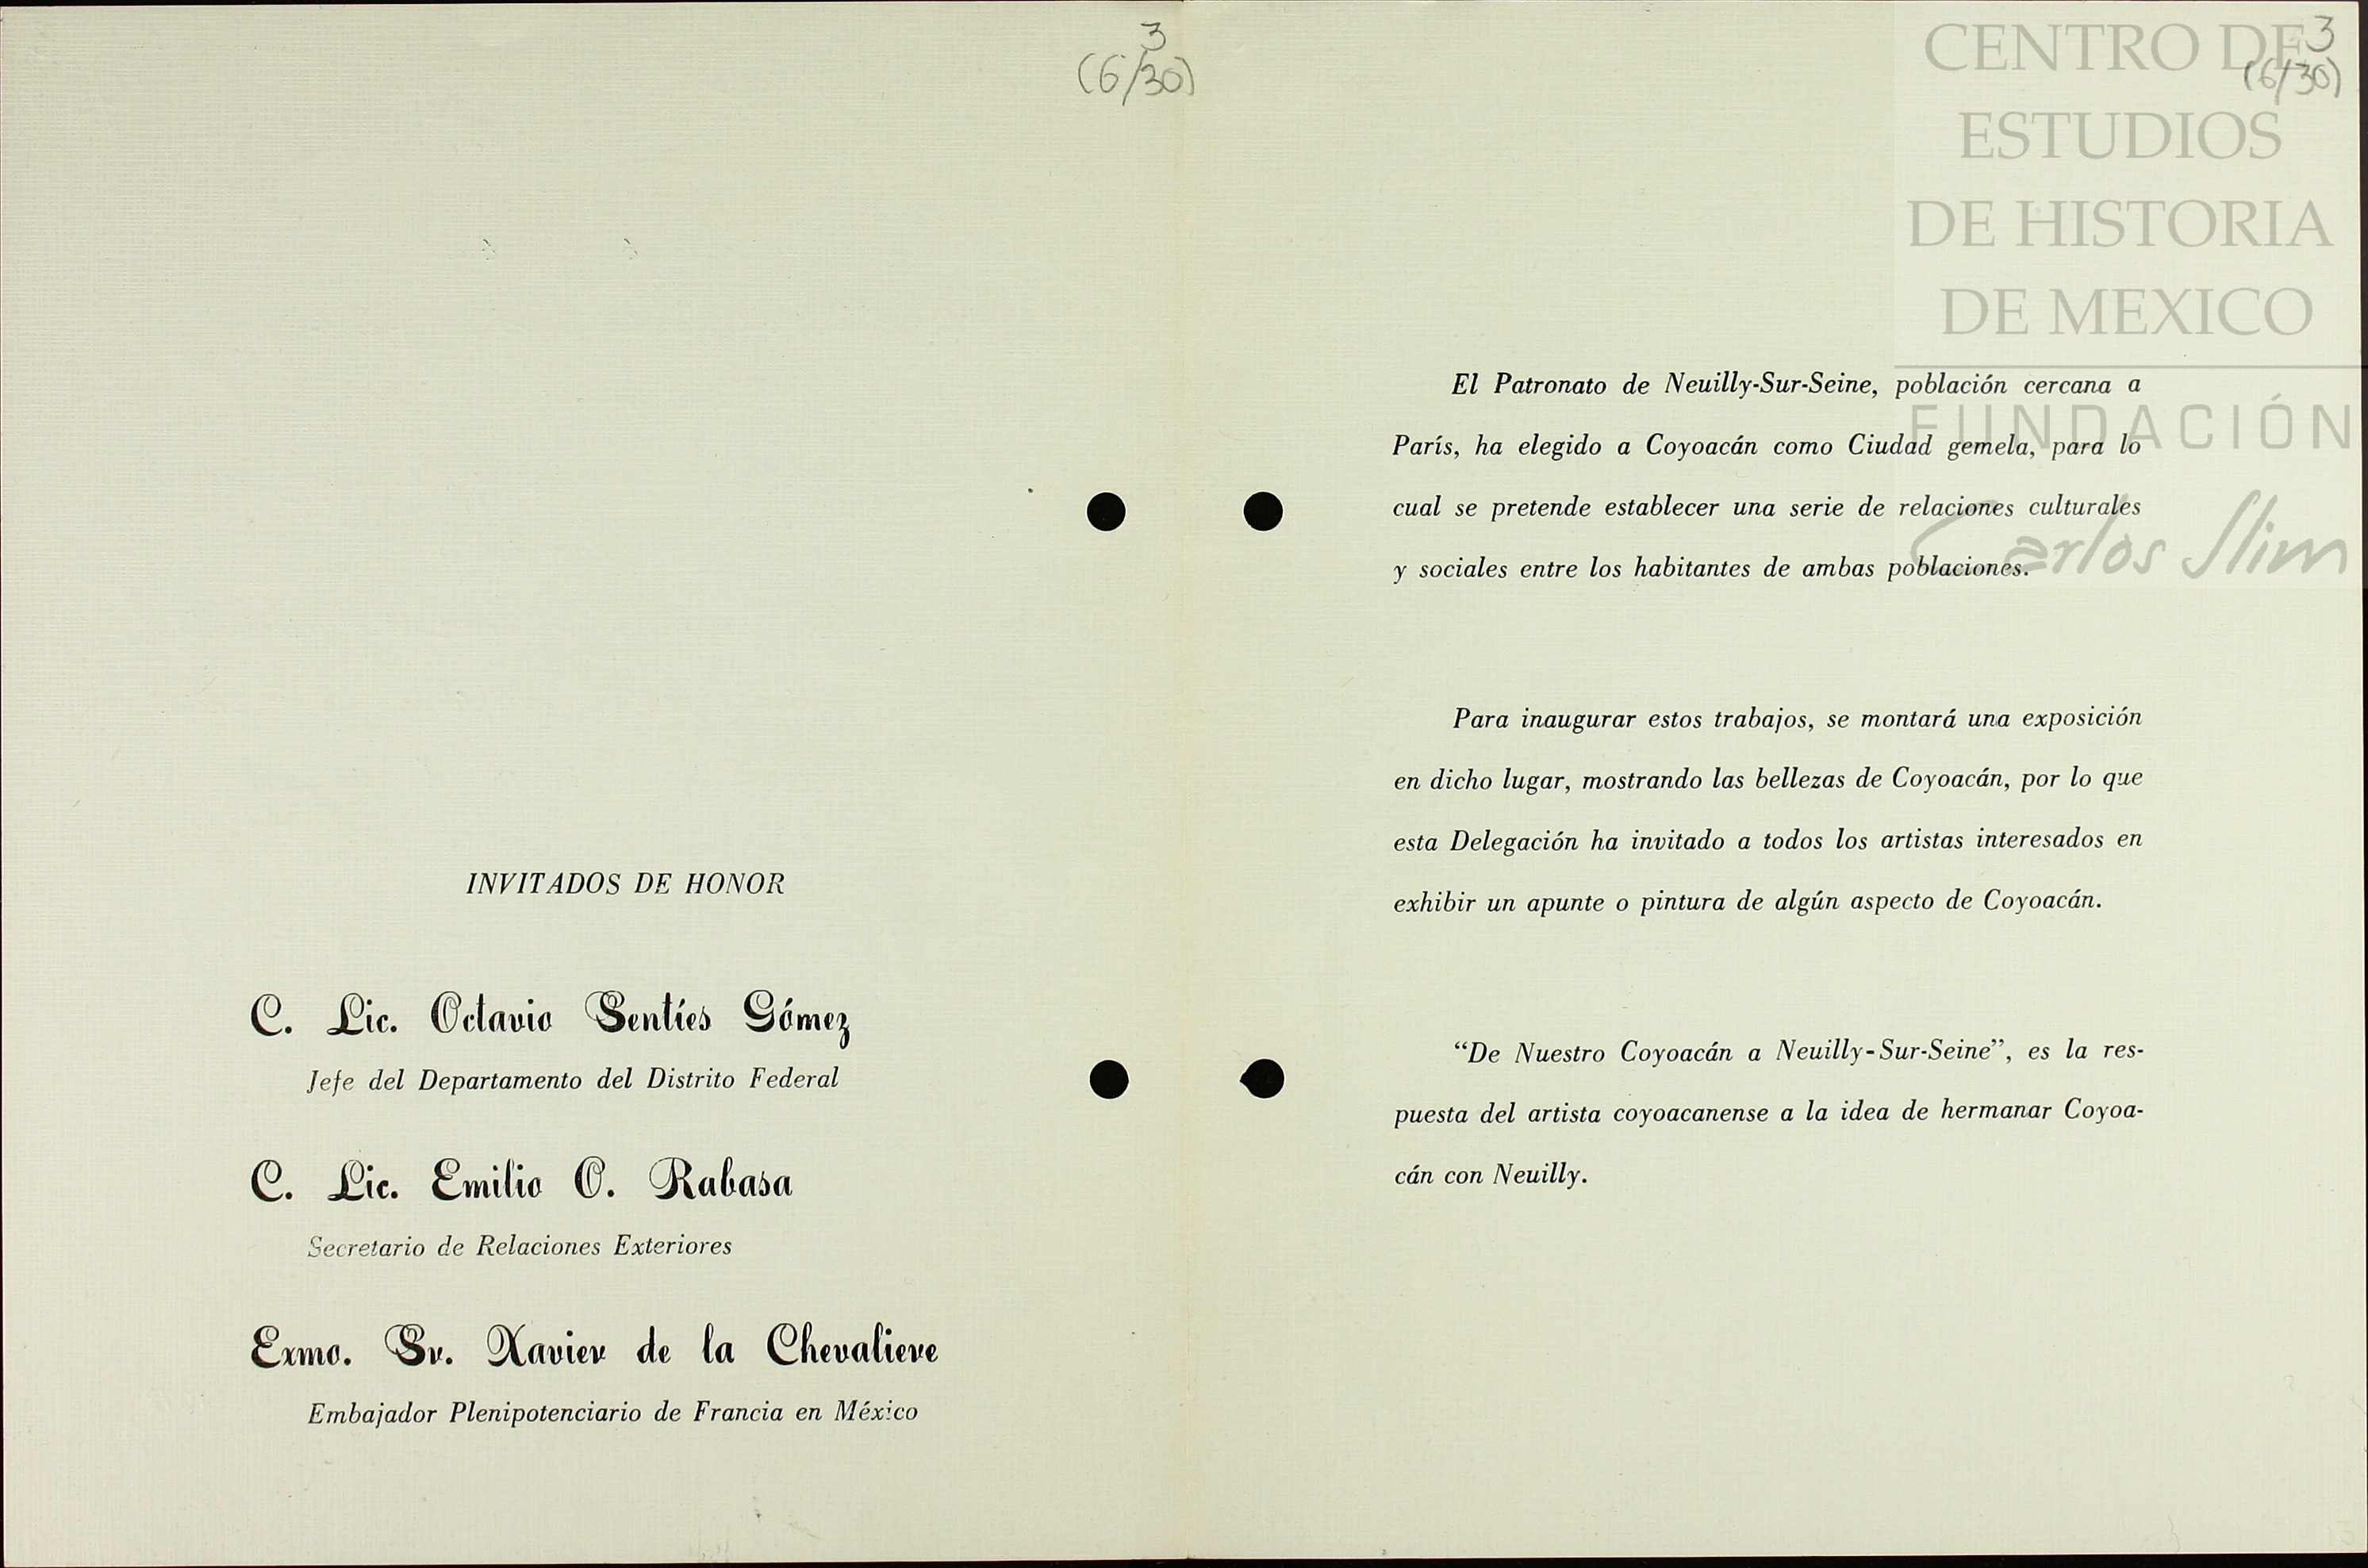 3
(6/30)
INVITADOS DE HONOR
C. Lic. Octavio Sentíes Gómez
Jefe del Departamento del Distrito Federal
C. Lic. Emilio O. Rabasa
Secretario de Relaciones Exteriores
Exmo. Sr. Xavier de la Chevaliere
Embajador Plenipotenciario de Francia en México
3
(6/30)
CENTRO DE
ESTUDIOS
DE HISTORIA
DE MEXICO
FUNDACIÓN
Carlos Slim
El Patronato de Neuilly-Sur-Seine, población cercana a
París, ha elegido a Coyoacán como Ciudad gemela, para lo
cual se pretende establecer una serie de relaciones culturales
y sociales entre los habitantes de ambas poblaciones.
Para inaugurar estos trabajos, se montará una exposición
en dicho lugar, mostrando las bellezas de Coyoacán, por lo que
esta Delegación ha invitado a todos los artistas interesados en
exhibir un apunte o pintura de algún aspecto de Coyoacán.
“De Nuestro Coyoacán a Neuilly-Sur-Seine”, es la res-
puesta del artista coyoacanense a la idea de hermanar Coyoa-
cán con Neuilly.